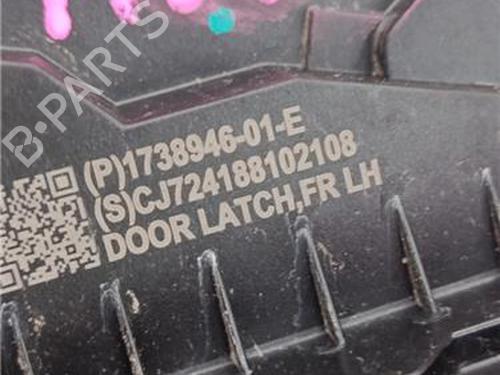 B-PARTS
(P)1738946-01-E
(S)CJ724188102108
DOOR LATCH,FR LH